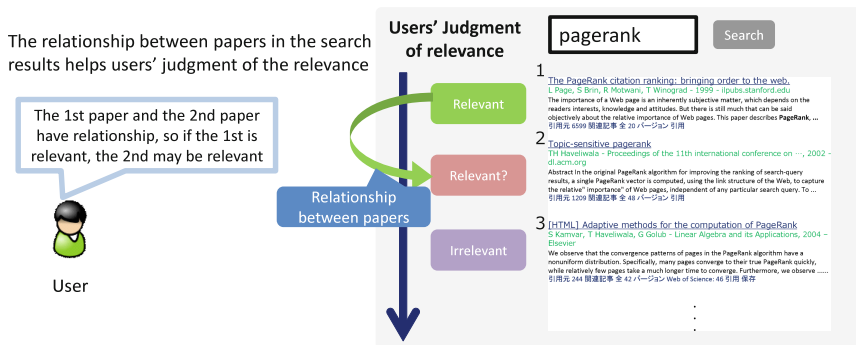 The relationship between papers in the search
results helps users' judgment of the relevance
The 1st paper and the 2nd paper
have relationship, so if the 1st is
relevant, the 2nd may be relevant
User
Users' Judgment
of relevance
Relevant
Relevant?
Relationship
between papers
Irrelevant
pagerank
Search
1
The PageRank citation ranking: bringing order to the web.
L Page, S Brin, R Motwani, T Winograd - 1999 - ilpubs.stanford.edu
The importance of a Web page is an inherently subjective matter, which depends on the
readers interests, knowledge and attitudes. But there is still much that can be said
objectively about the relative importance of Web pages. This paper describes PageRank, ...
引用元 6599 関連記事 全 20 バージョン 引用
2
Topic-sensitive pagerank
TH Haveliwala - Proceedings of the 11th international conference on ⋯, 2002 -
dl.acm.org
Abstract In the original PageRank algorithm for improving the ranking of search-query
results, a single PageRank vector is computed, using the link structure of the Web, to capture
the relative" importance" of Web pages, independent of any particular search query. To ...
引用元 1209 関連記事 全 48 バージョン 引用
3
[HTML] Adaptive methods for the computation of PageRank
S Kamvar, T Haveliwala, G Golub - Linear Algebra and its Applications, 2004 –
Elsevier
We observe that the convergence patterns of pages in the PageRank algorithm have a
nonuniform distribution. Specifically, many pages converge to their true PageRank quickly,
while relatively few pages take a much longer time to converge. Furthermore, we observe ......
引用元 244 関連記事 全 42 バージョン Web of Science: 46 引用 保存
.
.
.